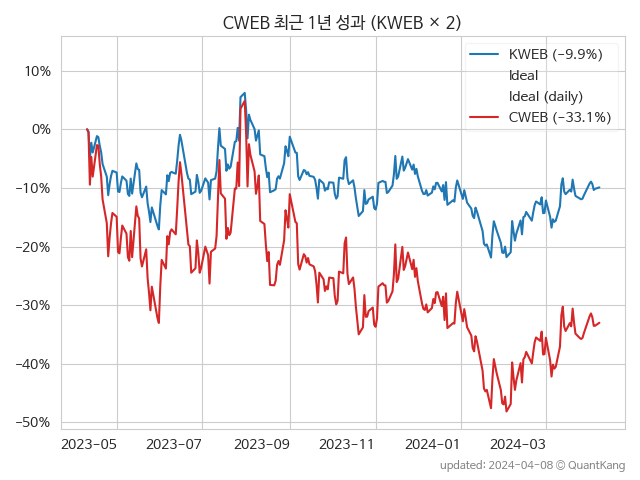 CWEB 최근 1년 성과 (KWEB × 2)
KWEB (−9.9%)
Ideal
Ideal (daily)
CWEB (−33.1%)
10%
0%
−10%
−20%
−30%
−40%
−50%
2023-05
2023-07
2023-09
2023-11
2024-01
2024-03
updated: 2024-04-08 ⓒ QuantKang